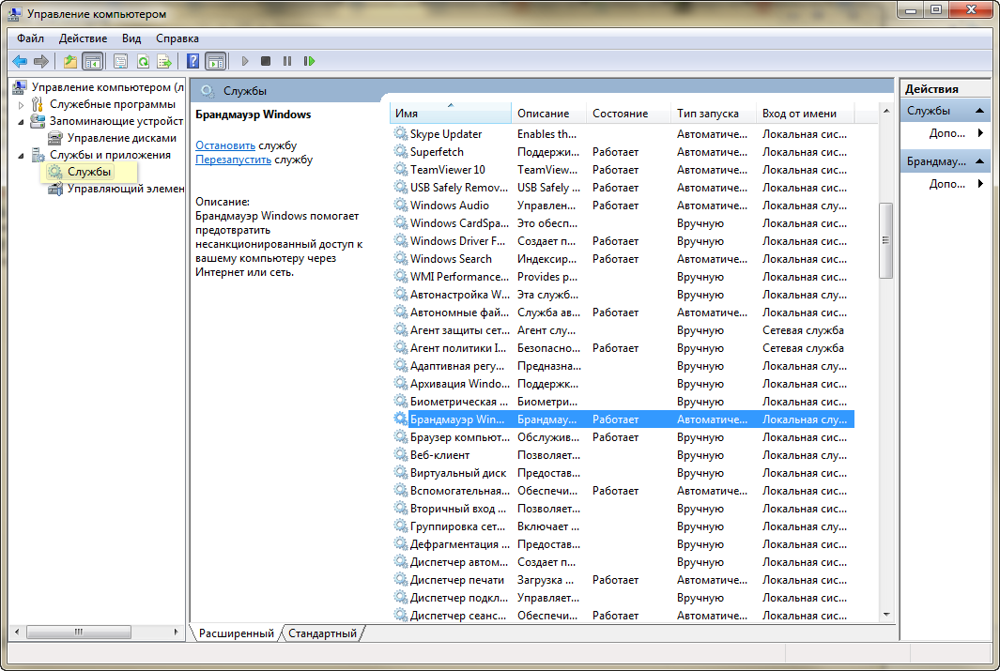 Управление компьютером
Файл Действие Вид Справка
Управление компьютером (л
Служебные программы
Запоминающие устройст
Управление дисками
Службы и приложения
Службы
Управляющий элемен
Службы
Брандмауэр Windows
Остановить службу
Перезапустить службу
Описание:
Брандмауэр Windows помогает
предотвратить
несанкционированный доступ к
вашему компьютеру через
Интернет или сеть.
Имя Описание Состояние Тип запуска Вход от имени
Skype Updater Enables th... Автоматиче... Локальная сис...
Superfetch Поддержи... Работает Автоматиче... Локальная сис...
TeamViewer 10 TeamView... Работает Автоматиче... Локальная сис...
USB Safely Remov... USB Safely ... Работает Автоматиче... Локальная сис...
Windows Audio Управлен... Работает Автоматиче... Локальная слу...
Windows CardSpa... Это обесп... Вручную Локальная сис...
Windows Driver F... Создает п... Работает Вручную Локальная сис...
Windows Search Индексир... Работает Автоматиче... Локальная сис...
WMI Performance... Provides p... Вручную Локальная сис...
Автонастройка W... Эта служб... Вручную Локальная слу...
Автономные фай... Служба ав... Работает Автоматиче... Локальная сис...
Агент защиты сет... Агент слу... Вручную Сетевая служба
Агент политики I... Безопасно... Работает Вручную Сетевая служба
Адаптивная регу... Предназна... Вручную Локальная слу...
Архивация Windo... Поддержк... Вручную Локальная сис...
Биометрическая ... Биометри... Вручную Локальная сис...
Брандмауэр Win... Брандмау... Работает Автоматиче... Локальная слу...
Браузер компьют... Обслужив... Работает Вручную Локальная сис...
Веб-клиент Позволяет... Вручную Локальная слу...
Виртуальный диск Предостав... Вручную Локальная сис...
Вспомогательная... Обеспечи... Работает Автоматиче... Локальная сис...
Вторичный вход ... Позволяет... Вручную Локальная сис...
Группировка сет... Включает ... Вручную Локальная слу...
Дефрагментация ... Предостав... Вручную Локальная сис...
Диспетчер автом... Создает п... Вручную Локальная сис...
Диспетчер печати Загрузка ... Работает Автоматиче... Локальная сис...
Диспетчер подкл... Управляет... Вручную Локальная сис...
Диспетчер сеанс... Обеспечи... Работает Автоматиче... Локальная сис...
Расширенный Стандартный
Действия
Службы
Допо...
Брандмау...
Допо...